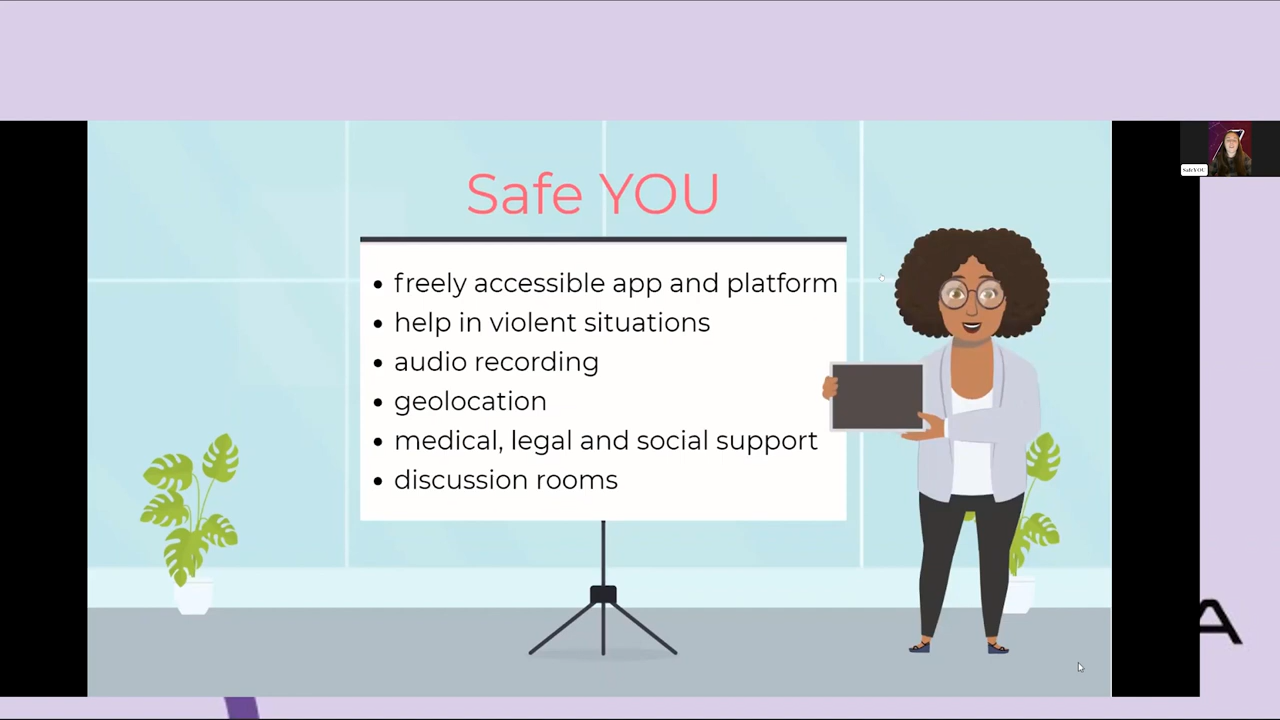 Safe YOU
• freely accessible app and platform
• help in violent situations
• audio recording
• geolocation
• medical, legal and social support
• discussion rooms
SafeYOU
A